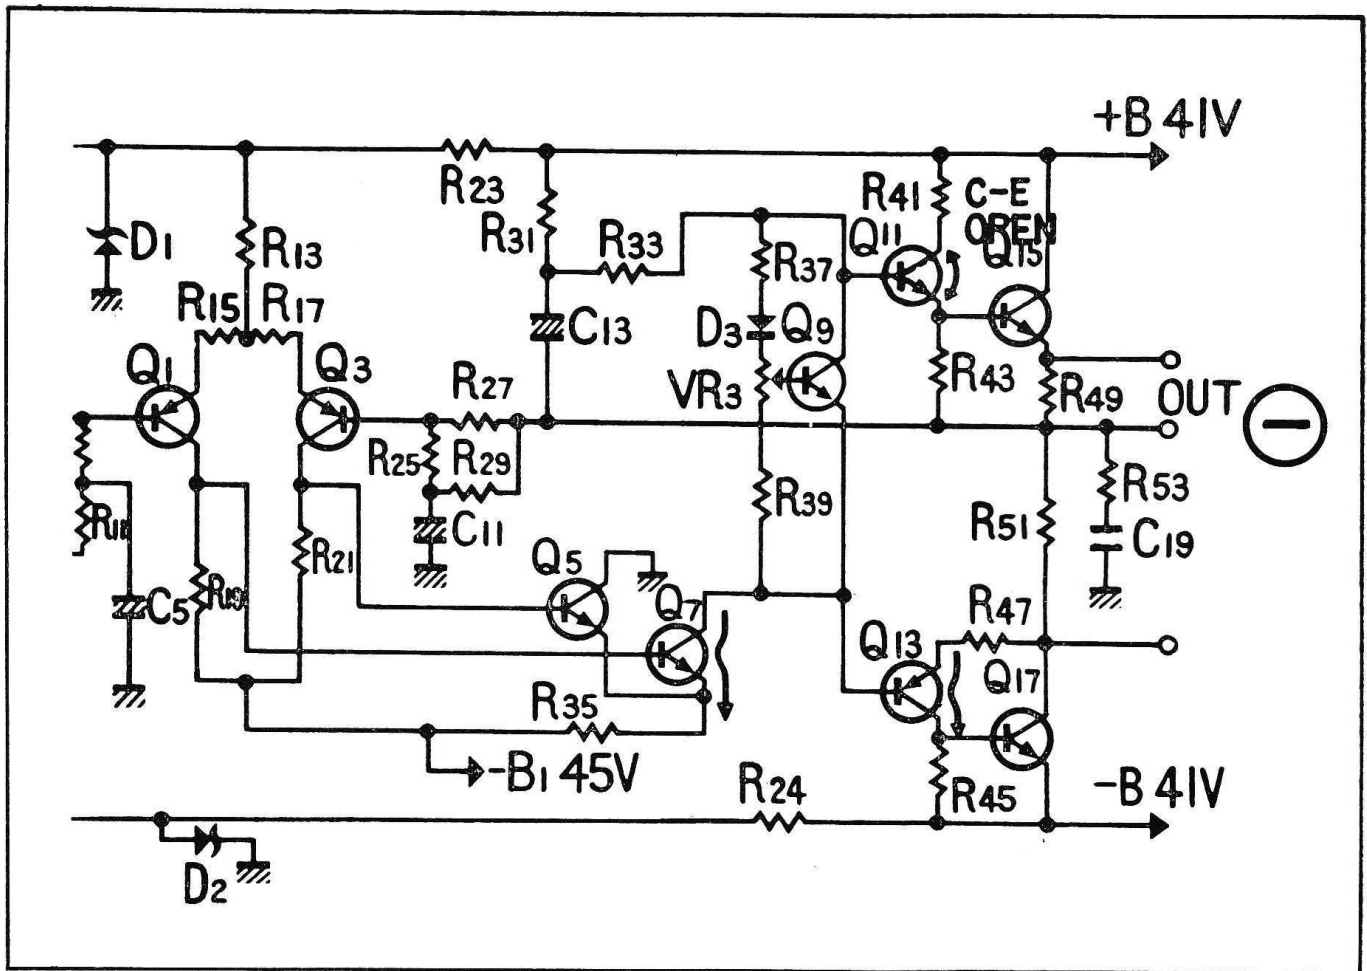 +B 41V
R23
R41
C-E
OREN
Q11
Q15
R31
R33
D1
R13
R37
R15
R17
C13
D3
Q9
Q1
Q3
R27
VR3
R43
R49
OUT
−
R25
R29
R39
R53
R51
C19
C11
R21
Q5
C5
R19
Q7
R47
Q13
Q17
R35
-B1 45V
R24
R45
-B 41V
D2